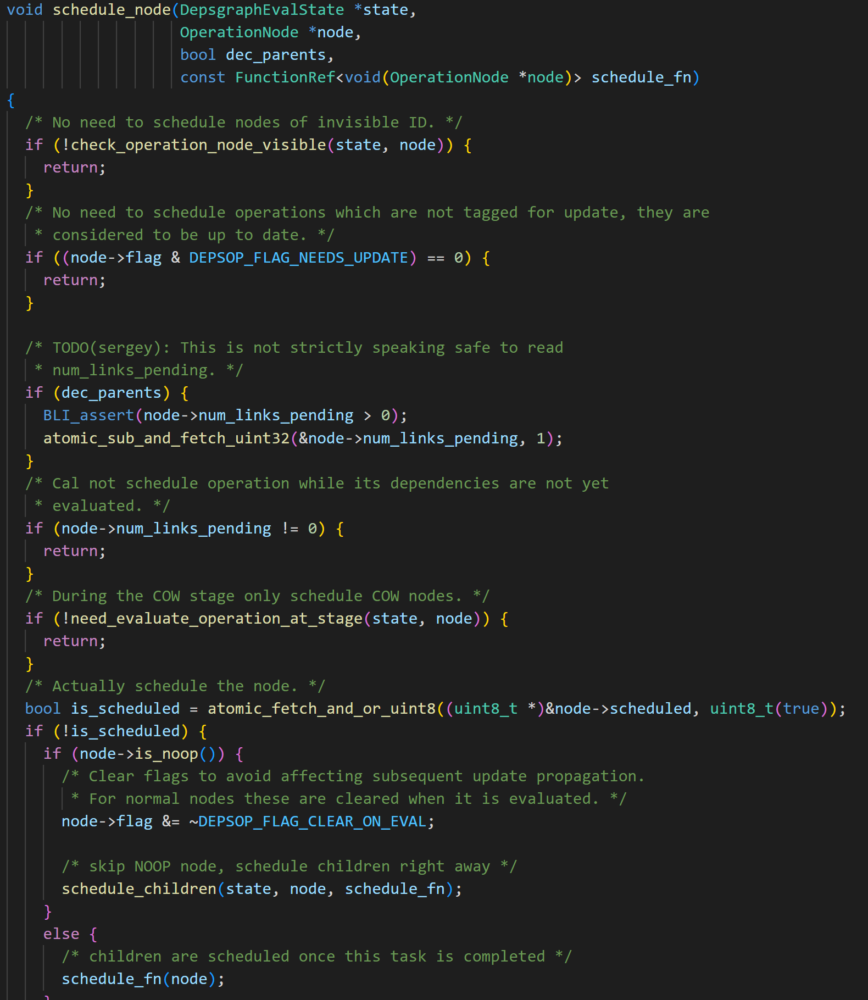 void schedule_node(DepsgraphEvalState *state,
                   OperationNode *node,
                   bool dec_parents,
                   const FunctionRef<void(OperationNode *node)> schedule_fn)
{
  /* No need to schedule nodes of invisible ID. */
  if (!check_operation_node_visible(state, node)) {
    return;
  }
  /* No need to schedule operations which are not tagged for update, they are
   * considered to be up to date. */
  if ((node->flag & DEPSOP_FLAG_NEEDS_UPDATE) == 0) {
    return;
  }

  /* TODO(sergey): This is not strictly speaking safe to read
   * num_links_pending. */
  if (dec_parents) {
    BLI_assert(node->num_links_pending > 0);
    atomic_sub_and_fetch_uint32(&node->num_links_pending, 1);
  }
  /* Cal not schedule operation while its dependencies are not yet
   * evaluated. */
  if (node->num_links_pending != 0) {
    return;
  }
  /* During the COW stage only schedule COW nodes. */
  if (!need_evaluate_operation_at_stage(state, node)) {
    return;
  }
  /* Actually schedule the node. */
  bool is_scheduled = atomic_fetch_and_or_uint8((uint8_t *)&node->scheduled, uint8_t(true));
  if (!is_scheduled) {
    if (node->is_noop()) {
      /* Clear flags to avoid affecting subsequent update propagation.
       * For normal nodes these are cleared when it is evaluated. */
      node->flag &= ~DEPSOP_FLAG_CLEAR_ON_EVAL;

      /* skip NOOP node, schedule children right away */
      schedule_children(state, node, schedule_fn);
    }
    else {
      /* children are scheduled once this task is completed */
      schedule_fn(node);
    }